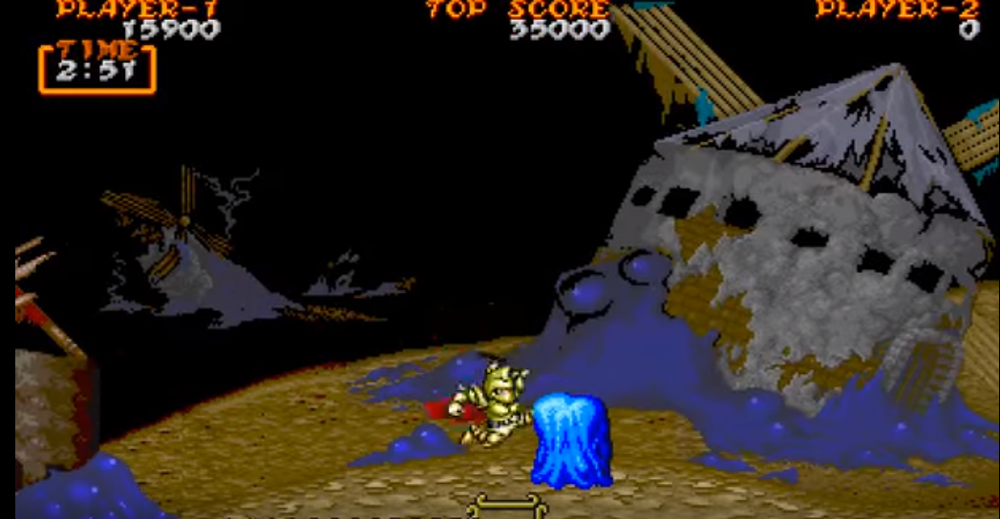 PLAYER-1 TOP SCORE PLAYER-2
15900 35000 0
TIME
2:51